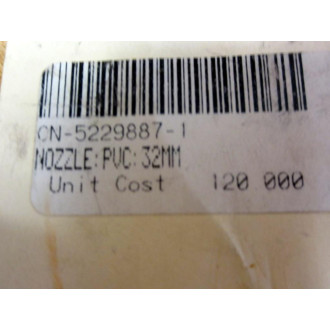 CN-5229887-1
NOZZLE:PVC:32MM
Unit Cost 120 000